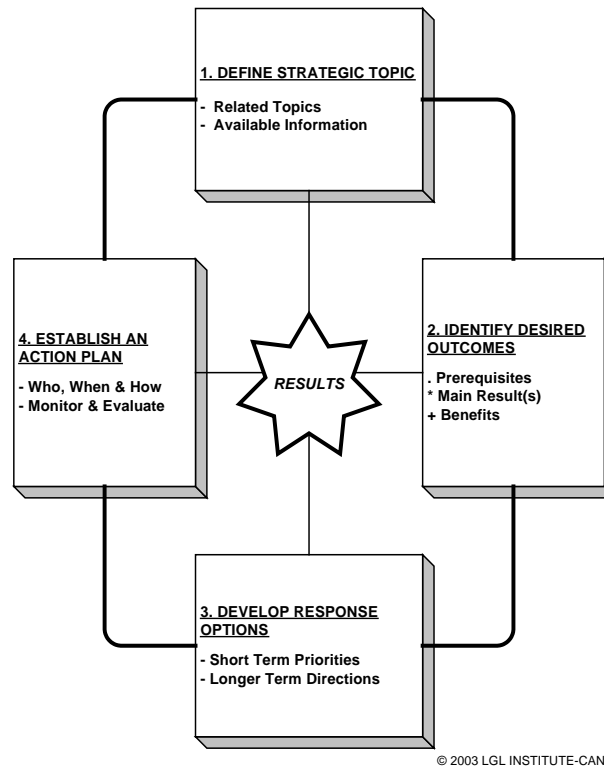 1. DEFINE STRATEGIC TOPIC
- Related Topics
- Available Information
2. IDENTIFY DESIRED
OUTCOMES
. Prerequisites
* Main Result(s)
+ Benefits
3. DEVELOP RESPONSE
OPTIONS
- Short Term Priorities
- Longer Term Directions
4. ESTABLISH AN
ACTION PLAN
- Who, When & How
- Monitor & Evaluate
RESULTS
© 2003 LGL INSTITUTE-CAN